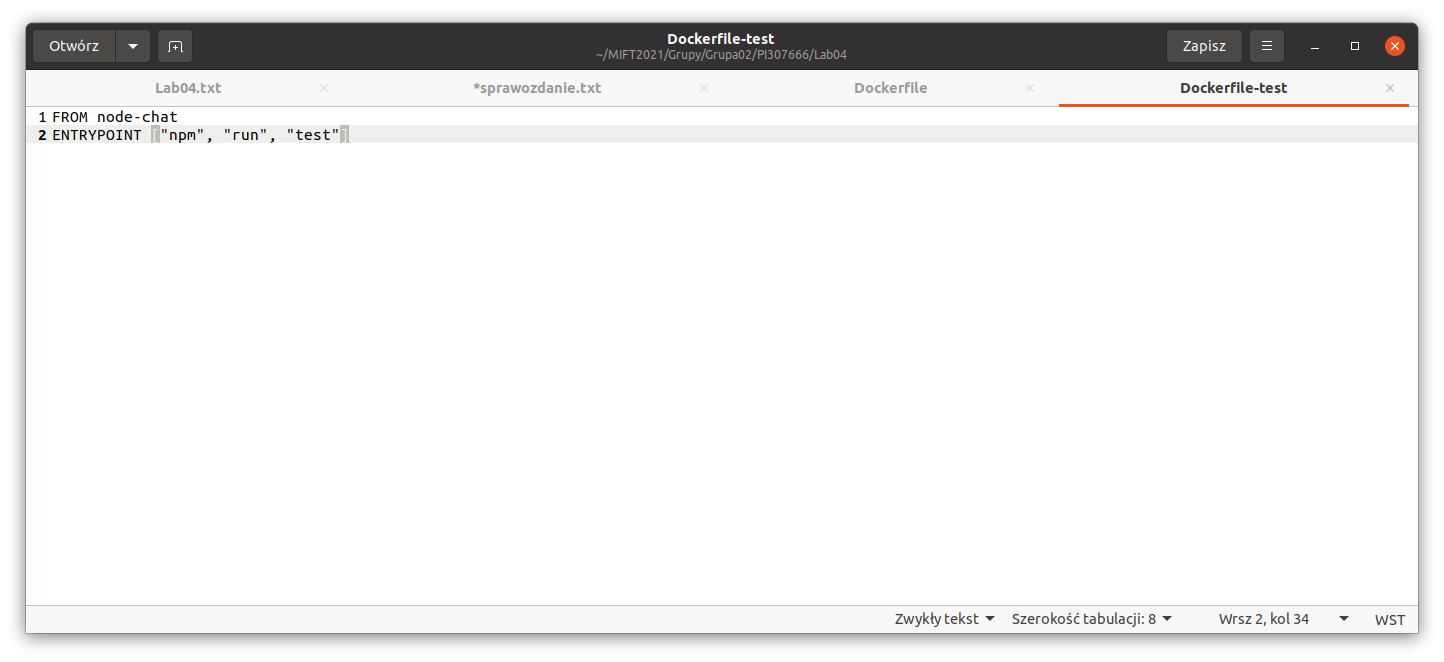 Otwórz
Dockerfile-test
~/MIFT2021/Grupy/Grupa02/PI307666/Lab04
Zapisz
Lab04.txt
*sprawozdanie.txt
Dockerfile
Dockerfile-test
1 FROM node-chat
2 ENTRYPOINT ["npm", "run", "test"]
Zwykły tekst
Szerokość tabulacji: 8
Wrsz 2, kol 34
WST